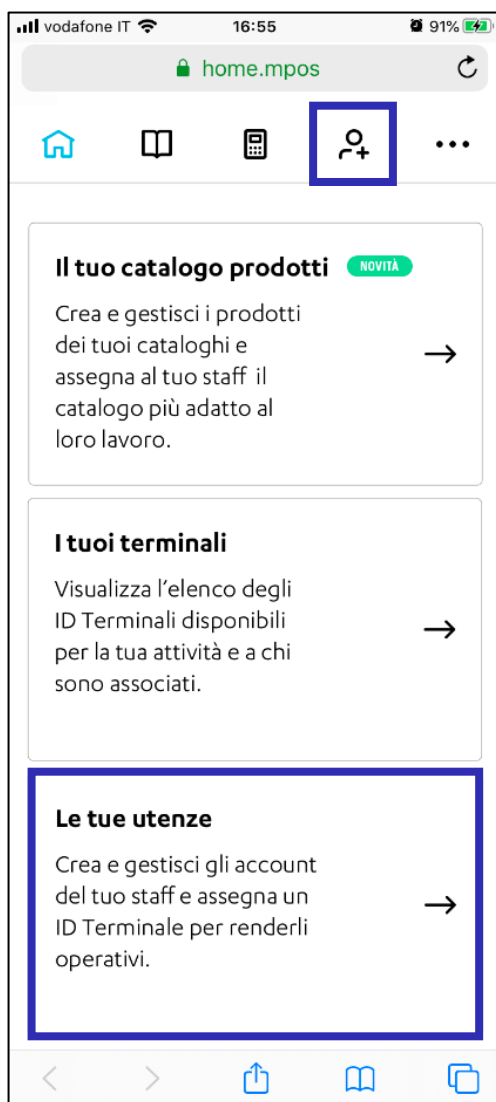 vodafone IT 16:55 91%
home.mpos
Il tuo catalogo prodotti NOVITÀ
Crea e gestisci i prodotti
dei tuoi cataloghi e
assegna al tuo staff il
catalogo più adatto al
loro lavoro.
I tuoi terminali
Visualizza l'elenco degli
ID Terminali disponibili
per la tua attività e a chi
sono associati.
Le tue utenze
Crea e gestisci gli account
del tuo staff e assegna un
ID Terminale per renderli
operativi.